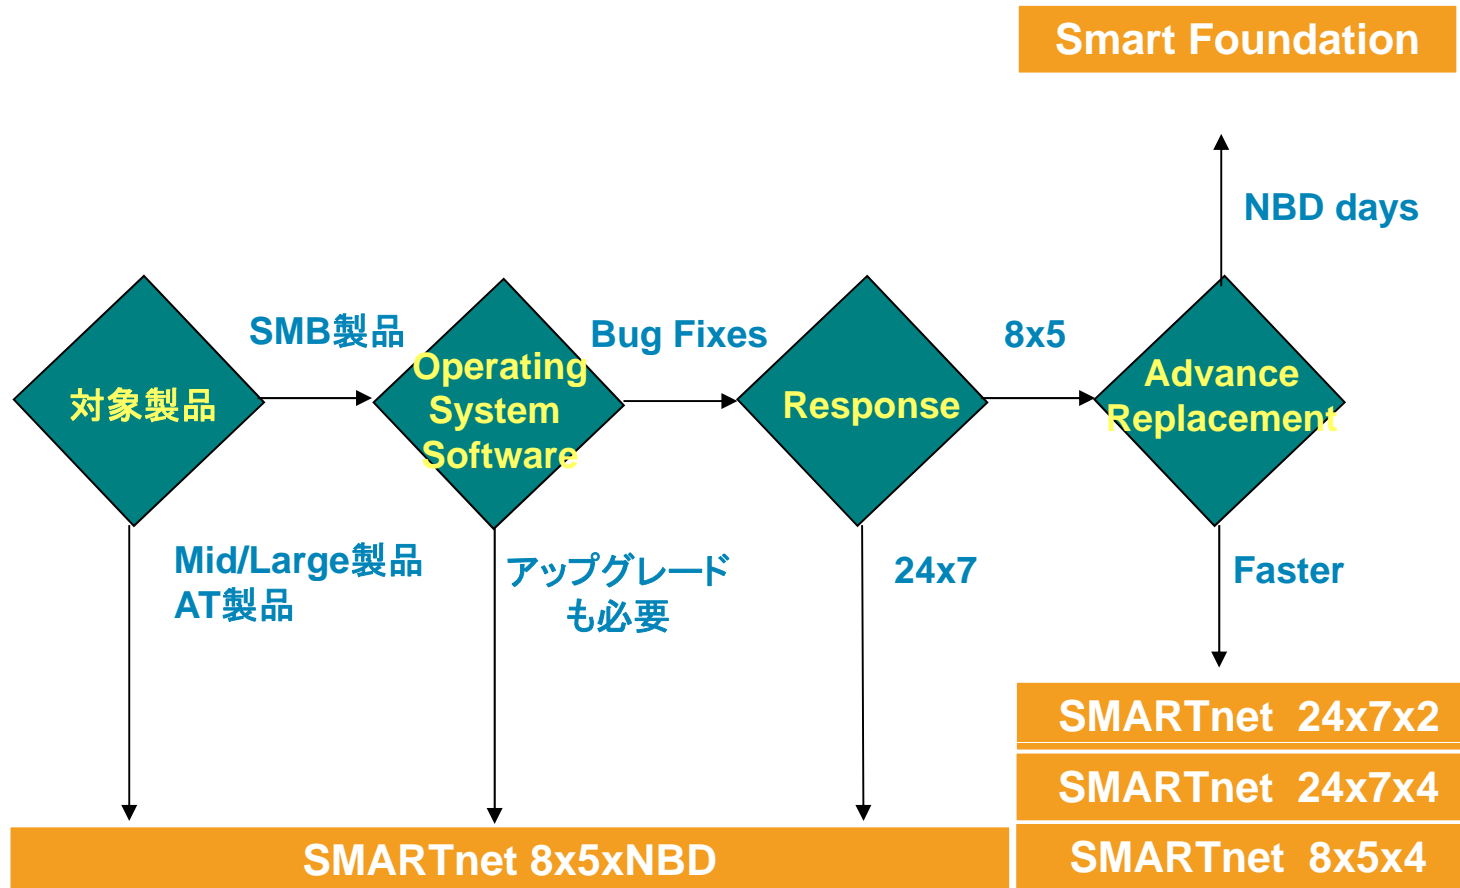 Smart Foundation
NBD days
SMB製品
Bug Fixes
8x5
対象製品
Operating
System
Software
Response
Advance
Replacement
Mid/Large製品
AT製品
アップグレード
も必要
24x7
Faster
SMARTnet 24x7x2
SMARTnet 24x7x4
SMARTnet 8x5xNBD
SMARTnet 8x5x4